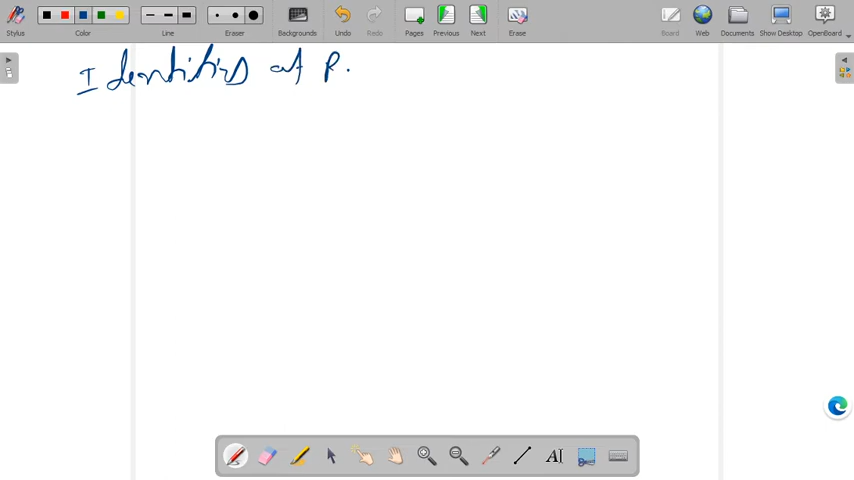 Stylus
Color
Line
Eraser
Backgrounds
Undo
Redo
Pages
Previous
Next
Erase
Board
Web
Documents
Show Desktop
OpenBoard
Identities of P.